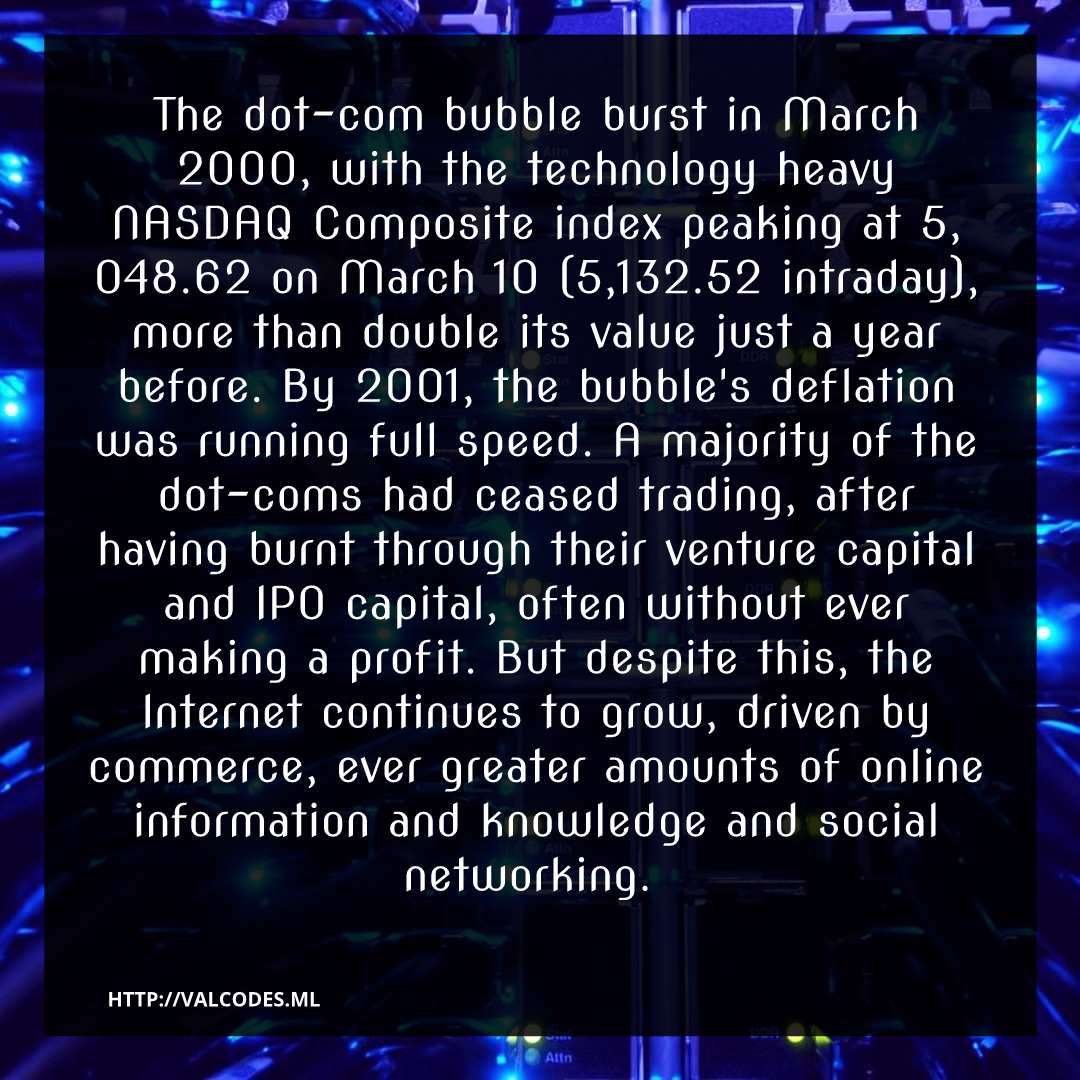 The dot-com bubble burst in March
2000, with the technology heavy
NASDAQ Composite index peaking at 5,
048.62 on March 10 (5,132.52 intraday),
more than double its value just a year
before. By 2001, the bubble's deflation
was running full speed. A majority of the
dot-coms had ceased trading, after
having burnt through their venture capital
and IPO capital, often without ever
making a profit. But despite this, the
Internet continues to grow, driven by
commerce, ever greater amounts of online
information and knowledge and social
networking.
HTTP://VALCODES.ML
Stat DDR
Attn